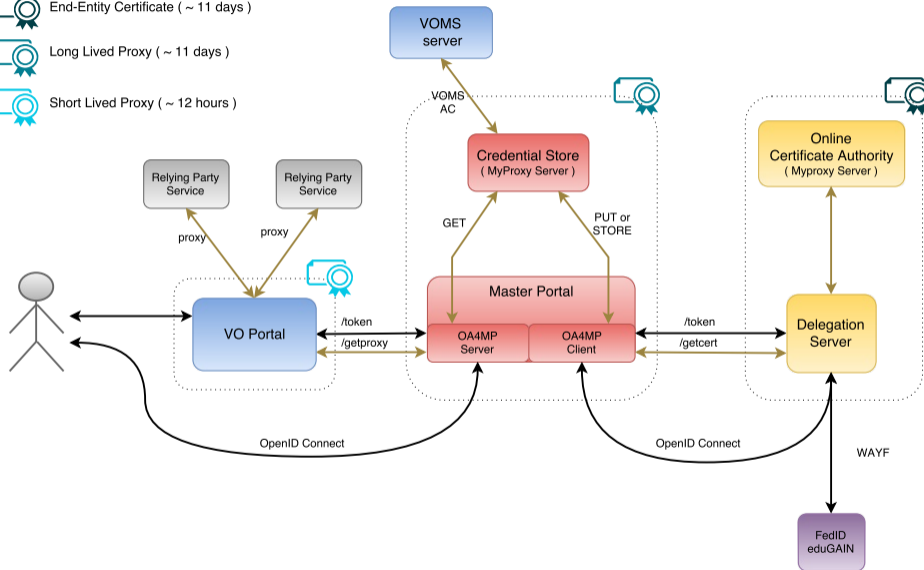 End-Entity Certificate ( ~ 11 days )
Long Lived Proxy ( ~ 11 days )
Short Lived Proxy ( ~ 12 hours )
VOMS
server
VOMS
AC
Credential Store
( MyProxy Server )
Online
Certificate Authority
( Myproxy Server )
Relying Party
Service
Relying Party
Service
proxy
proxy
GET
PUT or
STORE
Master Portal
VO Portal
/token
/getproxy
OA4MP
Server
OA4MP
Client
/token
/getcert
Delegation
Server
OpenID Connect
OpenID Connect
WAYF
FedID
eduGAIN